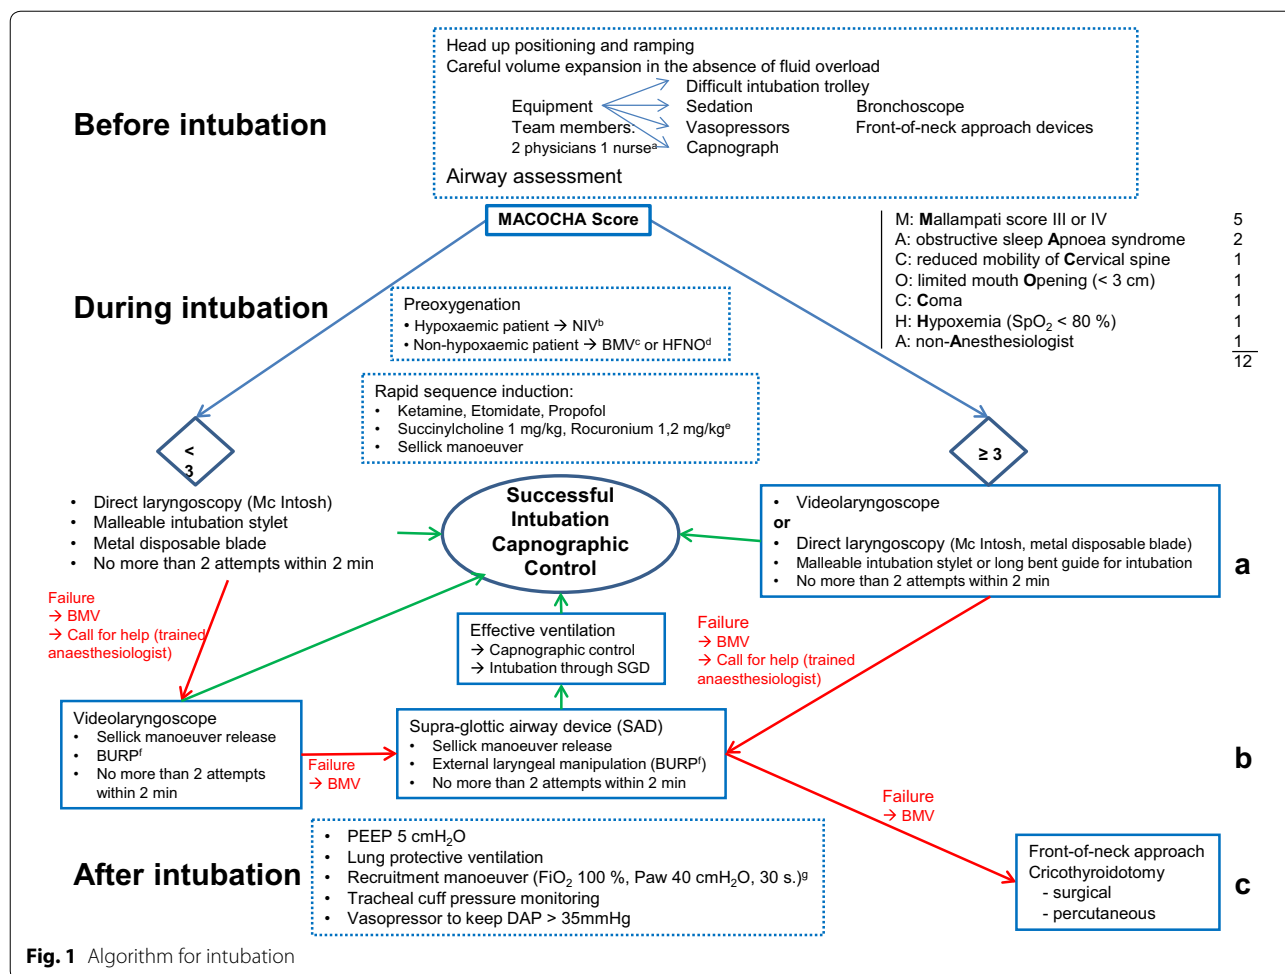 Head up positioning and ramping
Careful volume expansion in the absence of fluid overload
Difficult intubation trolley
Equipment
Sedation
Bronchoscope
Before intubation
Team members:
Vasopressors
Front-of-neck approach devices
2 physicians 1 nurseᵃ
Capnograph
Airway assessment
MACOCHA Score
M: Mallampati score III or IV 5
A: obstructive sleep Apnoea syndrome 2
C: reduced mobility of Cervical spine 1
O: limited mouth Opening (< 3 cm) 1
C: Coma 1
H: Hypoxemia (SpO₂ < 80 %) 1
A: non-Anesthesiologist 1
12
During intubation
Preoxygenation
• Hypoxaemic patient → NIVᵇ
• Non-hypoxaemic patient → BMVᶜ or HFNOᵈ
Rapid sequence induction:
• Ketamine, Etomidate, Propofol
• Succinylcholine 1 mg/kg, Rocuronium 1,2 mg/kgᵉ
• Sellick manoeuver
<
3
≥ 3
• Direct laryngoscopy (Mc Intosh)
• Malleable intubation stylet
• Metal disposable blade
• No more than 2 attempts within 2 min
Successful
Intubation
Capnographic
Control
• Videolaryngoscope
or
• Direct laryngoscopy (Mc Intosh, metal disposable blade)
• Malleable intubation stylet or long bent guide for intubation
• No more than 2 attempts within 2 min
a
Failure
→ BMV
→ Call for help (trained
anaesthesiologist)
Effective ventilation
→ Capnographic control
→ Intubation through SGD
Failure
→ BMV
→ Call for help (trained
anaesthesiologist)
Videolaryngoscope
• Sellick manoeuver release
• BURPᶠ
• No more than 2 attempts
within 2 min
Failure
→ BMV
Supra-glottic airway device (SAD)
• Sellick manoeuver release
• External laryngeal manipulation (BURPᶠ)
• No more than 2 attempts within 2 min
b
Failure
→ BMV
After intubation
• PEEP 5 cmH₂O
• Lung protective ventilation
• Recruitment manoeuver (FiO₂ 100 %, Paw 40 cmH₂O, 30 s.)ᵍ
• Tracheal cuff pressure monitoring
• Vasopressor to keep DAP > 35mmHg
Front-of-neck approach
Cricothyroidotomy
- surgical
- percutaneous
c
Fig. 1 Algorithm for intubation